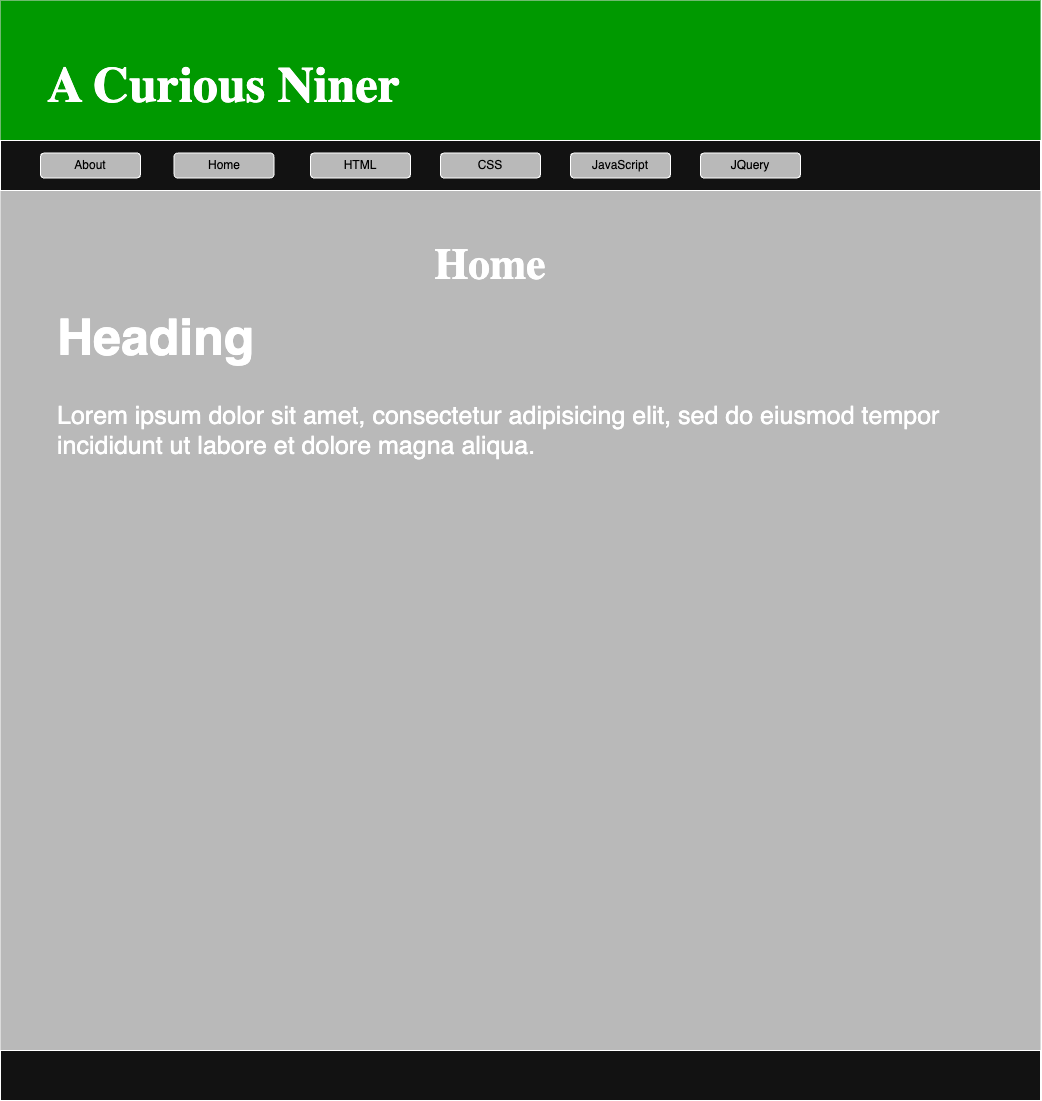 A Curious Niner
About Home HTML CSS JavaScript JQuery
Home
Heading
Lorem ipsum dolor sit amet, consectetur adipisicing elit, sed do eiusmod tempor
incididunt ut labore et dolore magna aliqua.